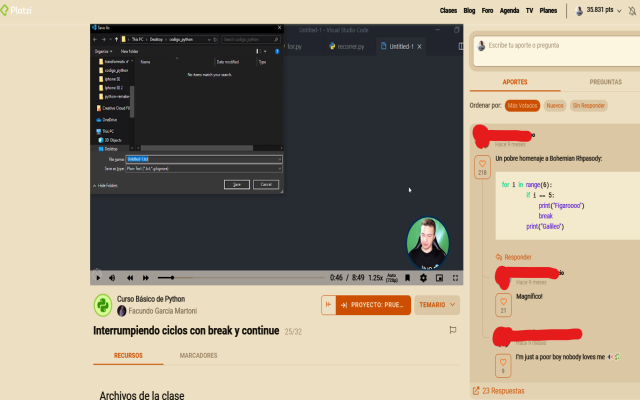 Platzi
Clases Blog Foro Agenda TV Planes 35.831 pts
Save As
Untitled-1 - Visual Studio Code
This PC > Desktop > codigo_python
Search codigo_python
for.py recorrer.py Untitled-1
Organize New folder
Name Date modified Type
No items match your search.
codigo_python
Iphone SE
Iphone SE 2
Creative Cloud Fil
OneDrive
This PC
3D Objects
Desktop
File name: Untitled-1.txt
Save as type: Plain Text (*.txt;*.gitignore)
Hide Folders Save Cancel
0:46 / 8:49 1.25x Auto (720p)
Curso Básico de Python
Facundo García Martoni
PROYECTO: PRUE...
TEMARIO
Interrumpiendo ciclos con break y continue 25/32
RECURSOS MARCADORES
Archivos de la clase
Escribe tu aporte o pregunta
APORTES PREGUNTAS
Ordenar por: Más Votados Nuevos Sin Responder
Hace 9 meses
218
Un pobre homenaje a Bohemian Rhpasody:
for i in range(6):
if i == 5:
print("Figaroooo")
break
print("Galileo")
Responder
Hace 9 meses
Magnífico!
21
Hace 9 meses
I'm just a poor boy nobody loves me
9
23 Respuestas